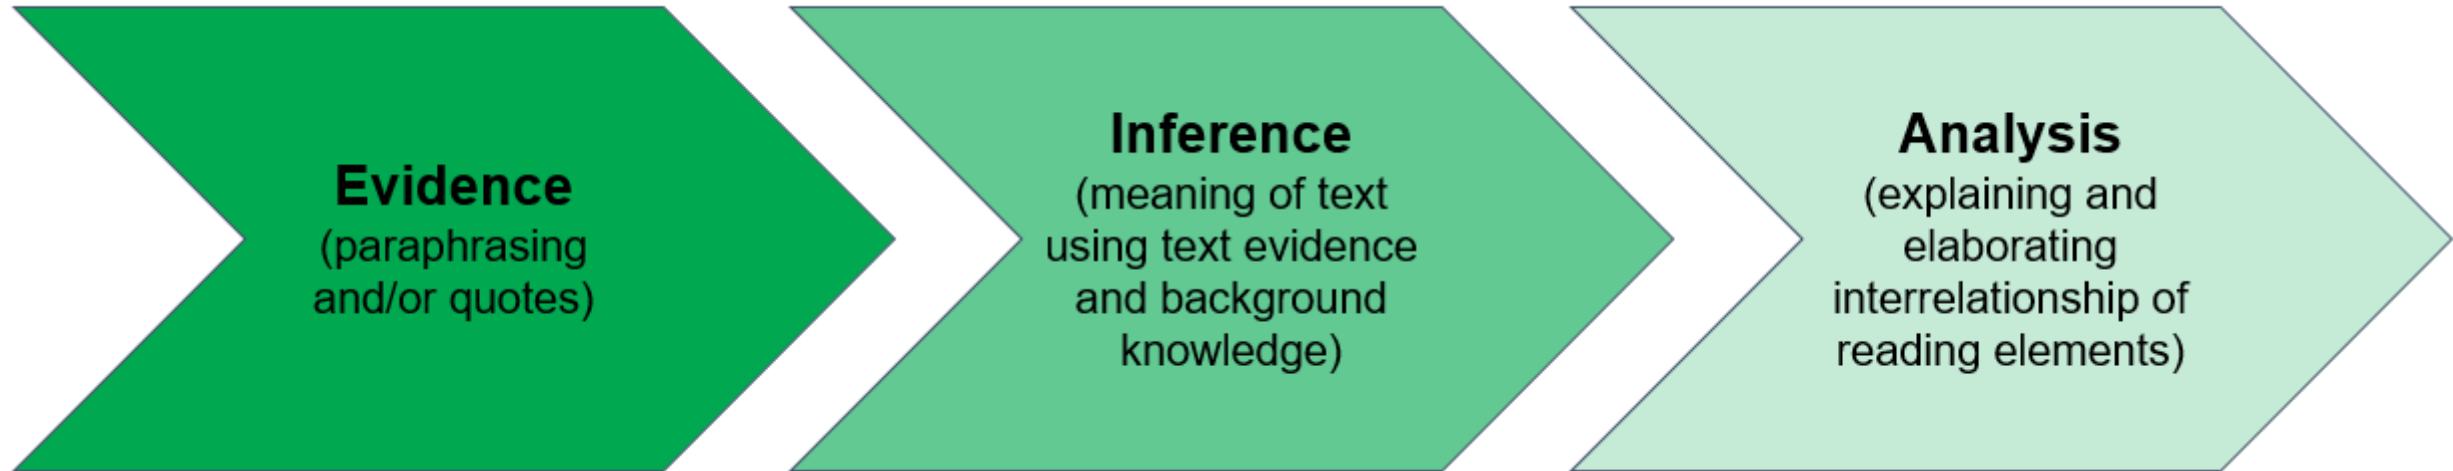 Evidence
(paraphrasing
and/or quotes)
Inference
(meaning of text
using text evidence
and background
knowledge)
Analysis
(explaining and
elaborating
interrelationship of
reading elements)